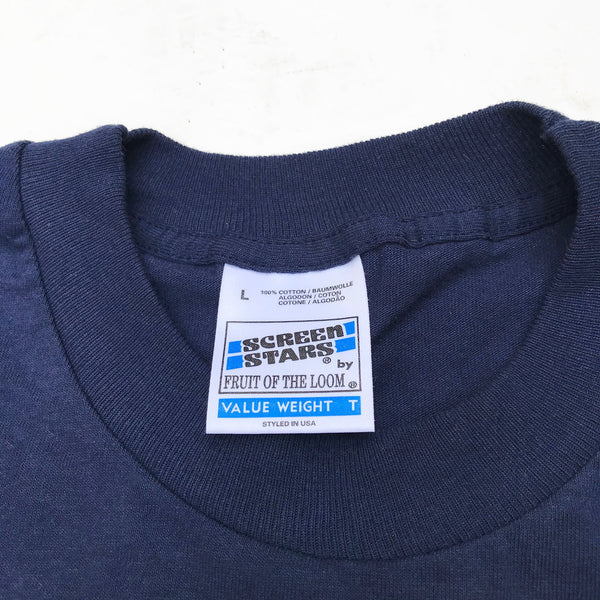 L
100% COTTON / BAUMWOLLE
ALGODON / COTON
COTONE / ALGODÃO
SCREEN
STARS®
by
FRUIT OF THE LOOM®
VALUE WEIGHT T
STYLED IN USA